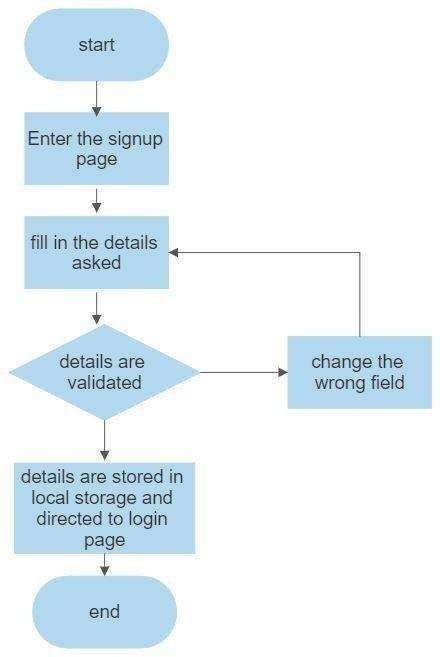 start
Enter the signup
page
fill in the details
asked
details are
validated
change the
wrong field
details are stored in
local storage and
directed to login
page
end